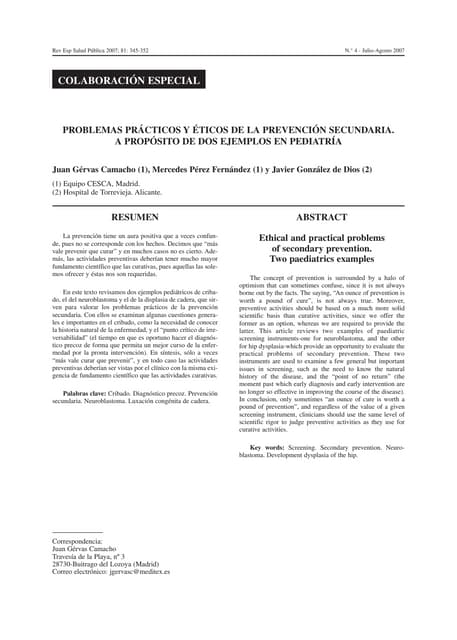 Rev Esp Salud Pública 2007; 81: 345-352
N.° 4 - Julio-Agosto 2007
COLABORACIÓN ESPECIAL
PROBLEMAS PRÁCTICOS Y ÉTICOS DE LA PREVENCIÓN SECUNDARIA.
A PROPÓSITO DE DOS EJEMPLOS EN PEDIATRÍA
Juan Gérvas Camacho (1), Mercedes Pérez Fernández (1) y Javier González de Dios (2)
(1) Equipo CESCA, Madrid.
(2) Hospital de Torrevieja. Alicante.
RESUMEN
La prevención tiene un aura positiva que a veces confun-
de, pues no se corresponde con los hechos. Decimos que “más
vale prevenir que curar” y en muchos casos no es cierto. Ade-
más, las actividades preventivas deberían tener mucho mayor
fundamento científico que las curativas, pues aquellas las sole-
mos ofrecer y éstas nos son requeridas.
En este texto revisamos dos ejemplos pediátricos de criba-
do, el del neuroblastoma y el de la displasia de cadera, que sir-
ven para valorar los problemas prácticos de la prevención
secundaria. Con ellos se examinan algunas cuestiones genera-
les e importantes en el cribado, como la necesidad de conocer
la historia natural de la enfermedad, y el “punto crítico de irre-
versabilidad” (el tiempo en que es oportuno hacer el diagnós-
tico precoz de forma que permita un mejor curso de la enfer-
medad por la pronta intervención). En síntesis, sólo a veces
“más vale curar que prevenir”, y en todo caso las actividades
preventivas deberían ser vistas por el clínico con la misma exi-
gencia de fundamento científico que las actividades curativas.
Palabras clave: Cribado. Diagnóstico precoz. Prevención
secundaria. Neuroblastoma. Luxación congénita de cadera.
ABSTRACT
Ethical and practical problems
of secondary prevention.
Two paediatrics examples
The concept of prevention is surrounded by a halo of
optimism that can sometimes confuse, since it is not always
borne out by the facts. The saying, “An ounce of prevention is
worth a pound of cure”, is not always true. Moreover,
preventive activities should be based on a much more solid
scientific basis than curative activities, since we offer the
former as an option, whereas we are required to provide the
latter. This article reviews two examples of paediatric
screening instruments-one for neuroblastoma, and the other
for hip dysplasia-which provide an opportunity to evaluate the
practical problems of secondary prevention. These two
instruments are used to examine a few general but important
issues in screening, such as the need to know the natural
history of the disease, and the “point of no return” (the
moment past which early diagnosis and early intervention are
no longer so effective in improving the course of the disease).
In conclusion, only sometimes “an ounce of cure is worth a
pound of prevention”, and regardless of the value of a given
screening instrument, clinicians should use the same level of
scientific rigor to judge preventive activities as they use for
curative activities.
Key words: Screening. Secondary prevention. Neuro-
blastoma. Development dysplasia of the hip.
Correspondencia:
Juan Gérvas Camacho
Travesía de la Playa, nº 3
28730-Buitrago del Lozoya (Madrid)
Correo electrónico: jgervasc@meditex.es